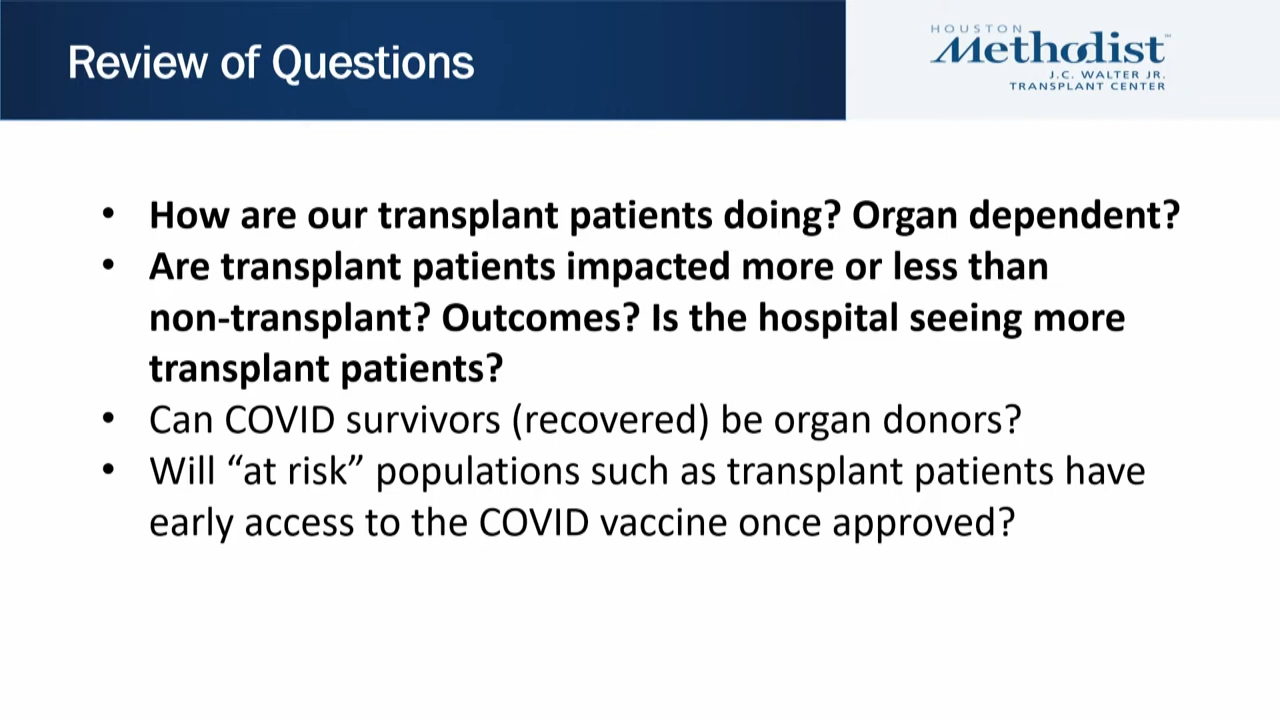 Review of Questions
HOUSTON
Methodist™
J.C. WALTER JR.
TRANSPLANT CENTER
• How are our transplant patients doing? Organ dependent?
• Are transplant patients impacted more or less than
non-transplant? Outcomes? Is the hospital seeing more
transplant patients?
• Can COVID survivors (recovered) be organ donors?
• Will “at risk” populations such as transplant patients have
early access to the COVID vaccine once approved?